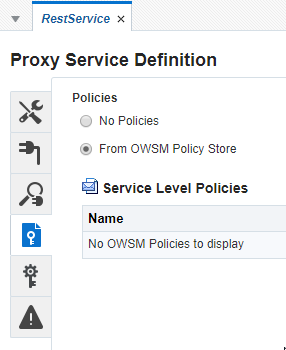 RestService
Proxy Service Definition
Policies
No Policies
From OWSM Policy Store
Service Level Policies
Name
No OWSM Policies to display